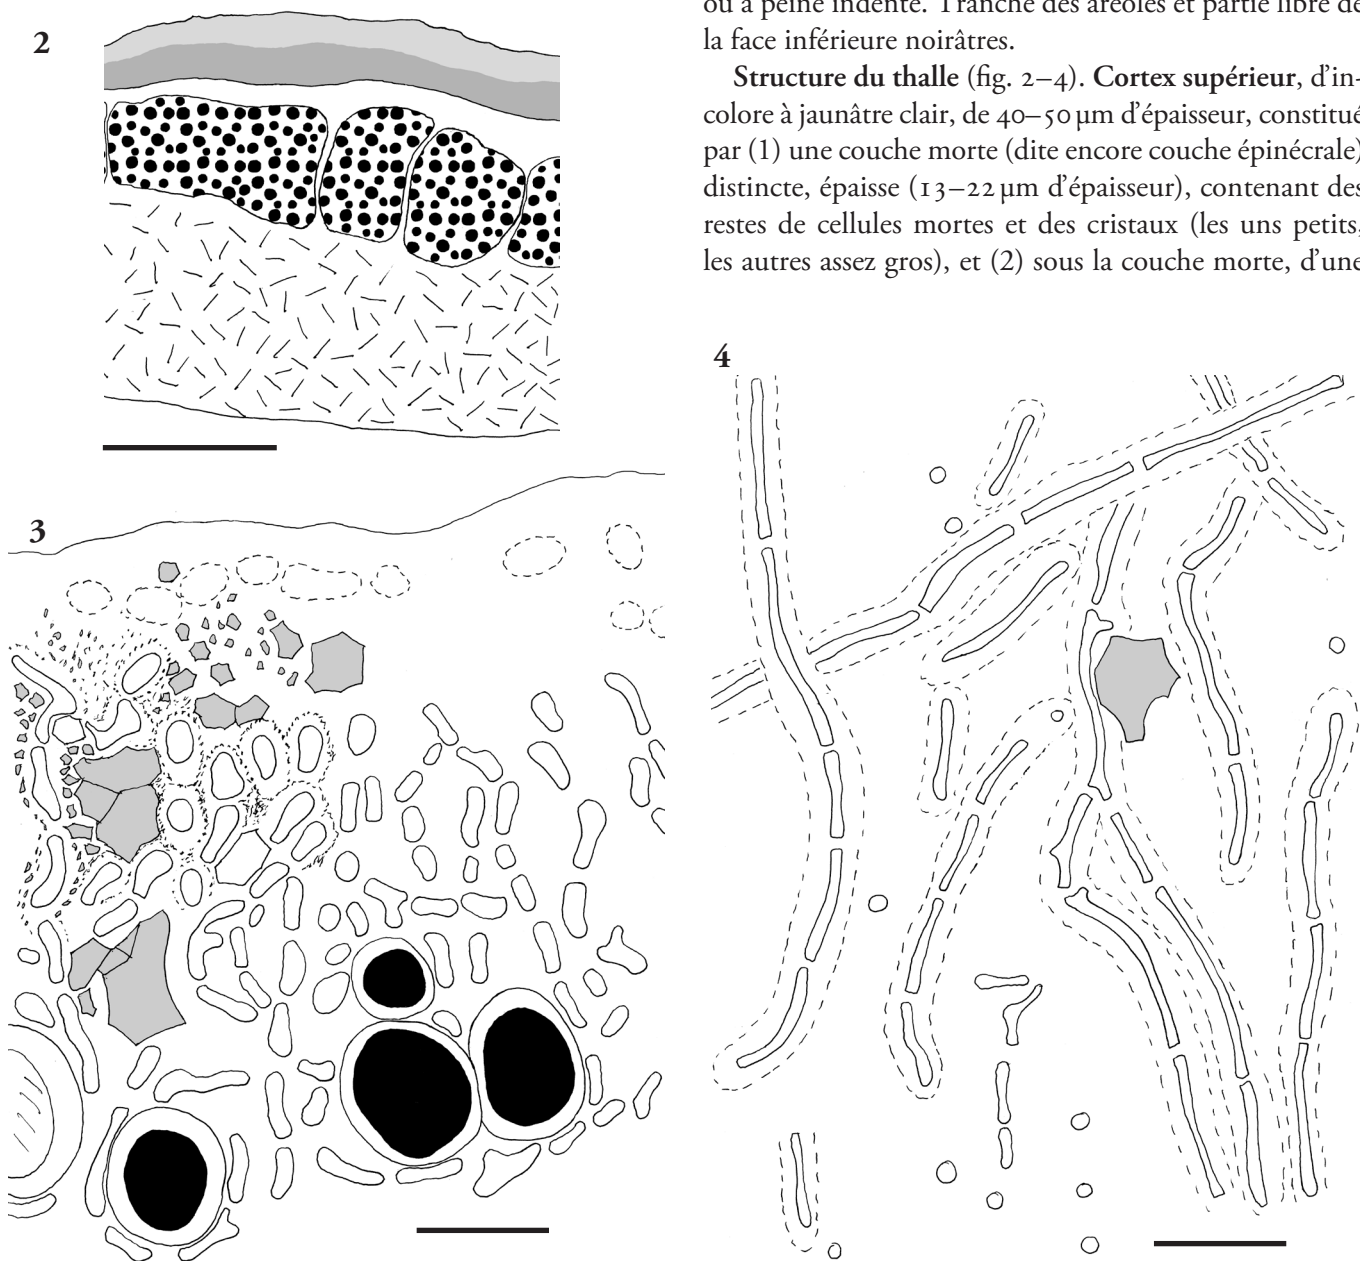 2
ou à peine indenté. Tranche des aréoles et partie libre de
la face inférieure noirâtres.
Structure du thalle (fig. 2–4). Cortex supérieur, d’in-
colore à jaunâtre clair, de 40–50 µm d’épaisseur, constitué
par (1) une couche morte (dite encore couche épinécrale)
distincte, épaisse (13–22 µm d’épaisseur), contenant des
restes de cellules mortes et des cristaux (les uns petits,
les autres assez gros), et (2) sous la couche morte, d’une
3
4